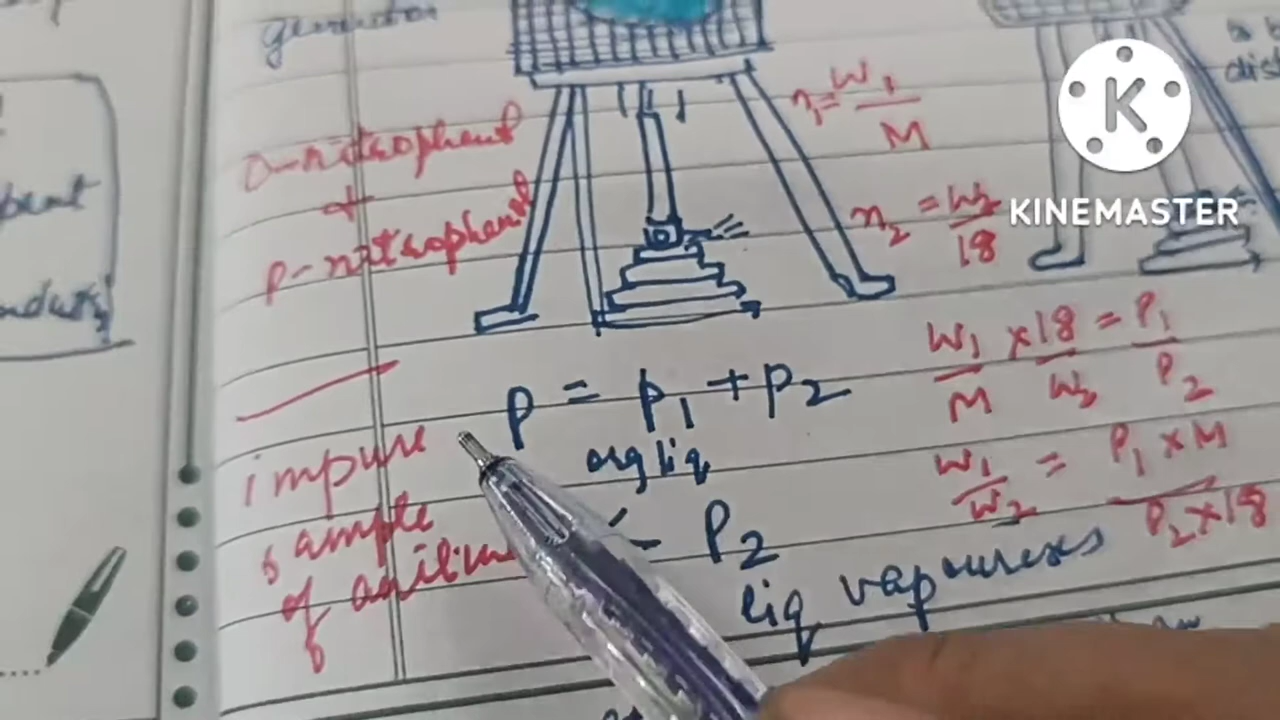 generator
o-nitrophenol
+
p-nitrophenol
n₁ = W₁/M
n₂ = W₂/18
W₁/M × 18/W₂ = P₁/P₂
W₁/W₂ = P₁ × M/P₂ × 18
P = P₁ + P₂
org liq
impure
sample
of aniline
P₂
liq vapourexes
K
KINEMASTER